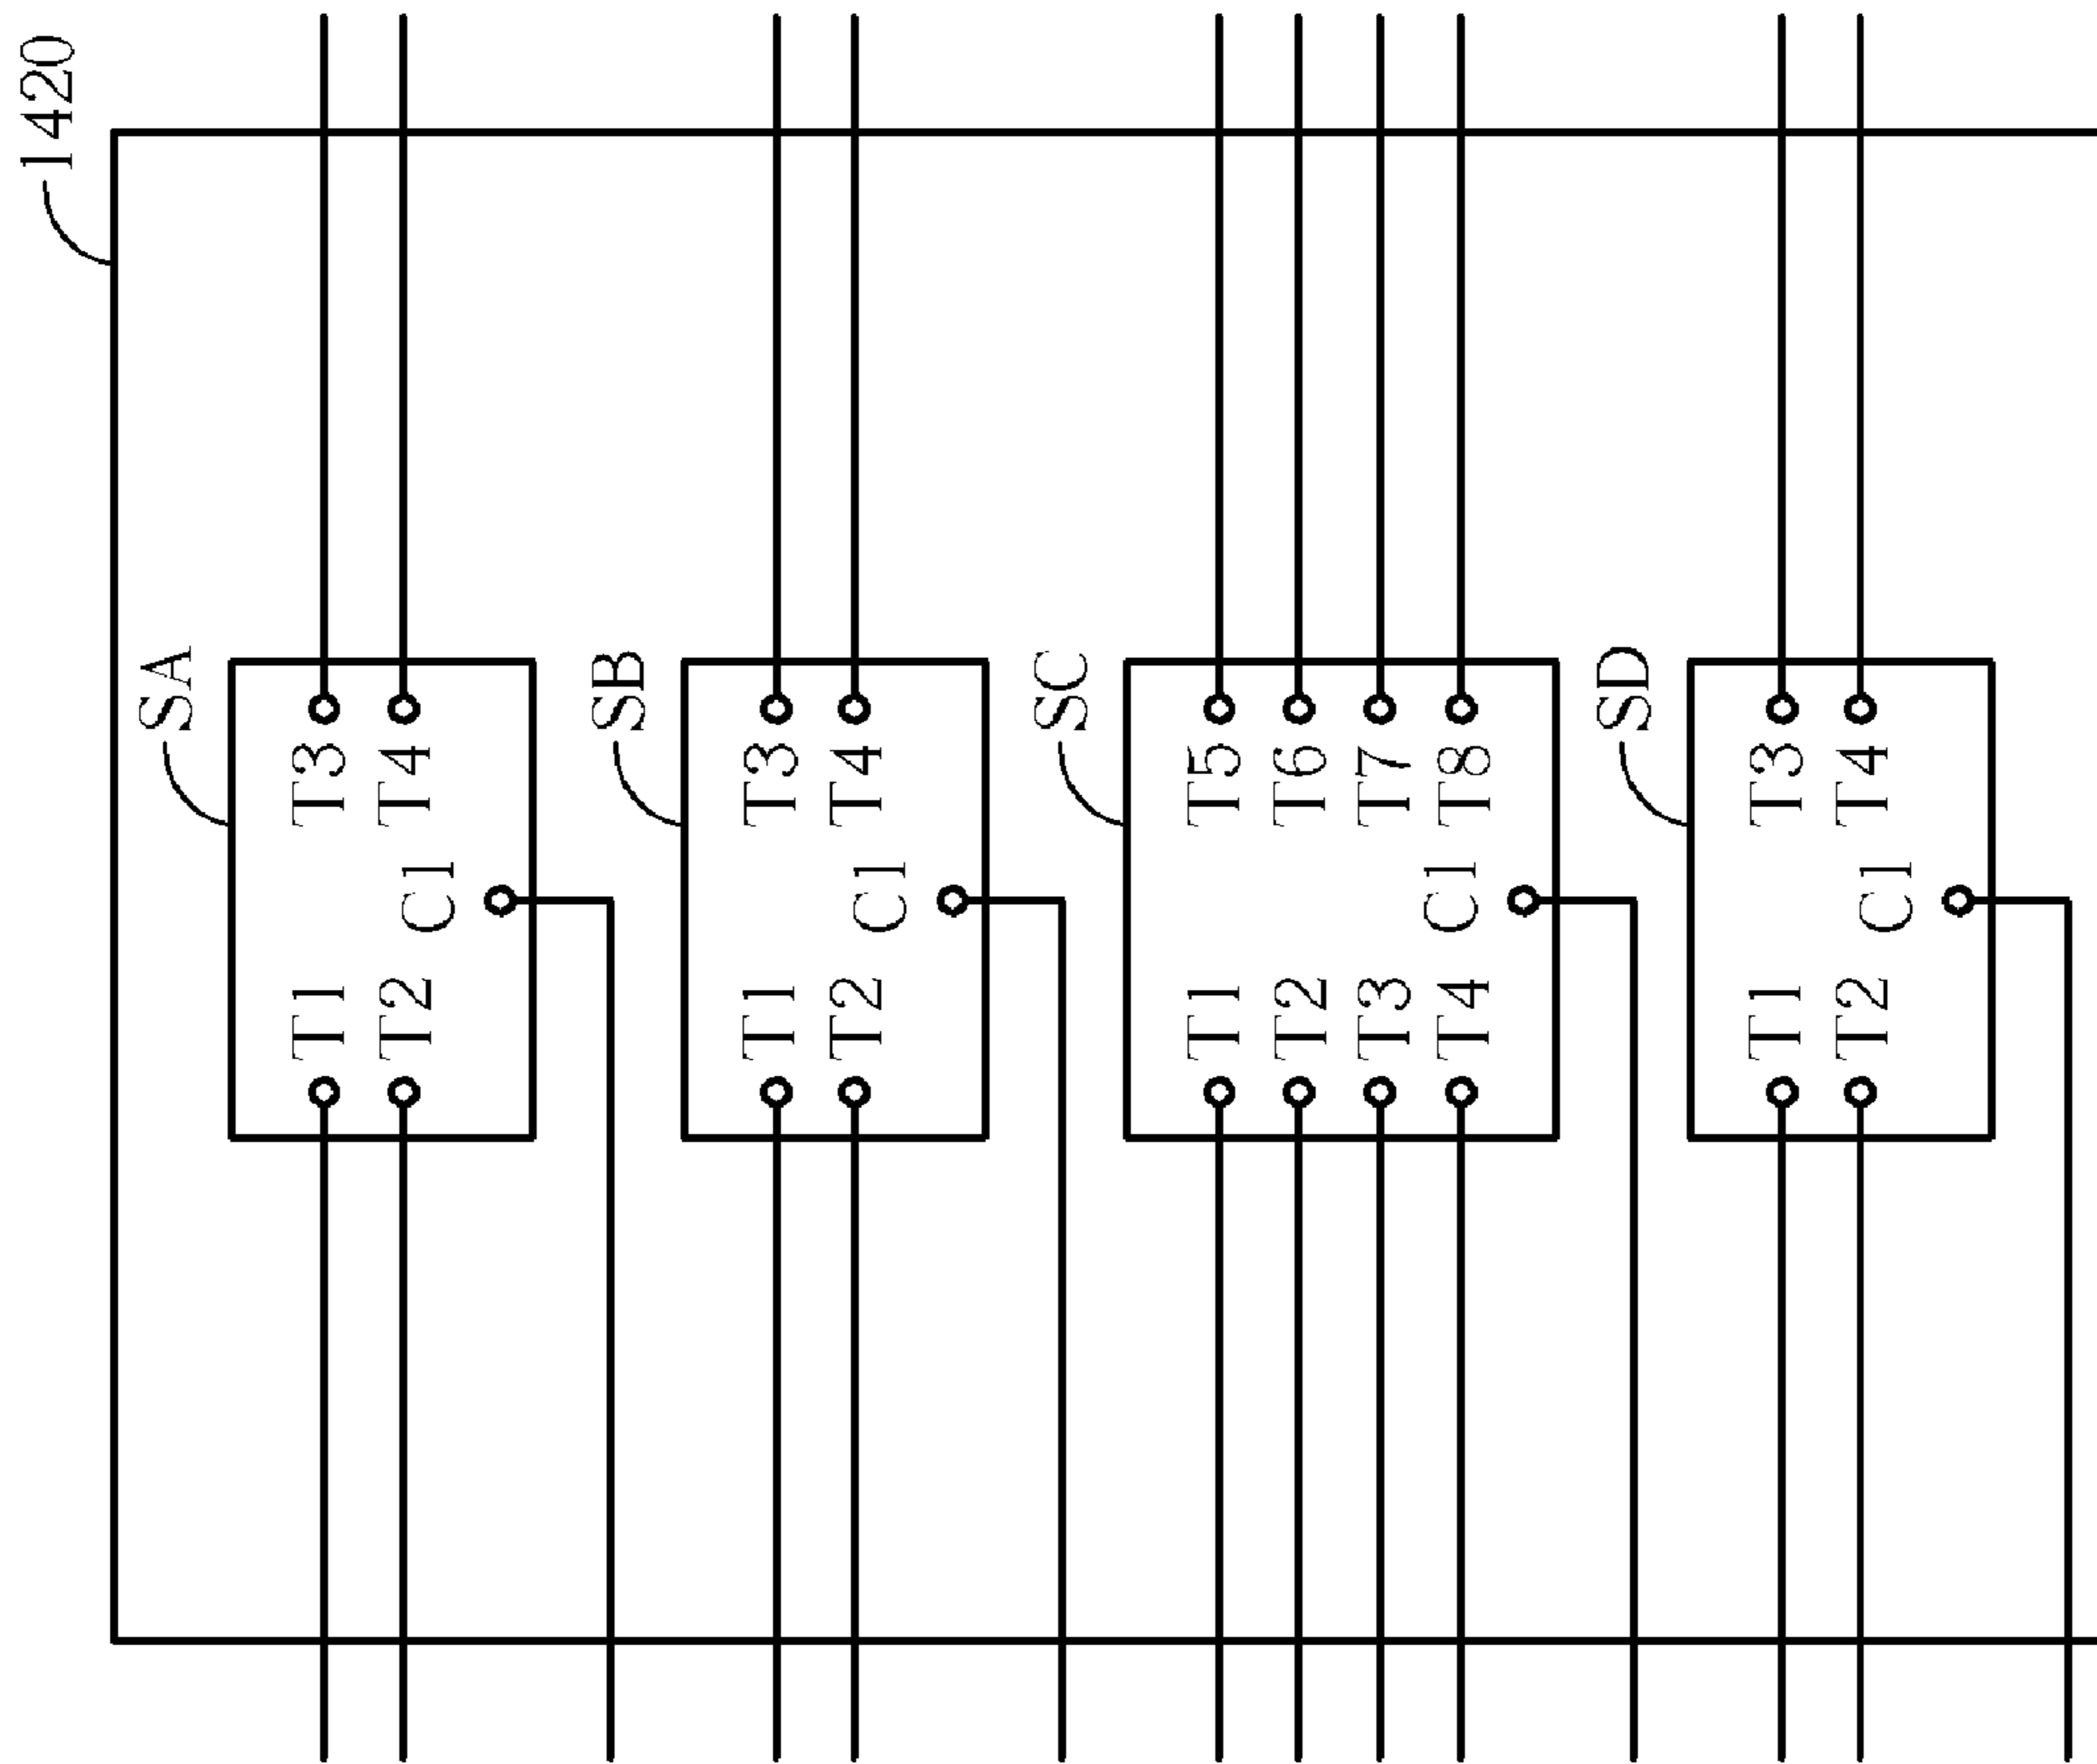 1420
SA
T1 T3
T2 T4
C1
SB
T1 T3
T2 T4
C1
SC
T1 T5
T2 T6
T3 T7
T4 T8
C1
SD
T1 T3
T2 T4
C1